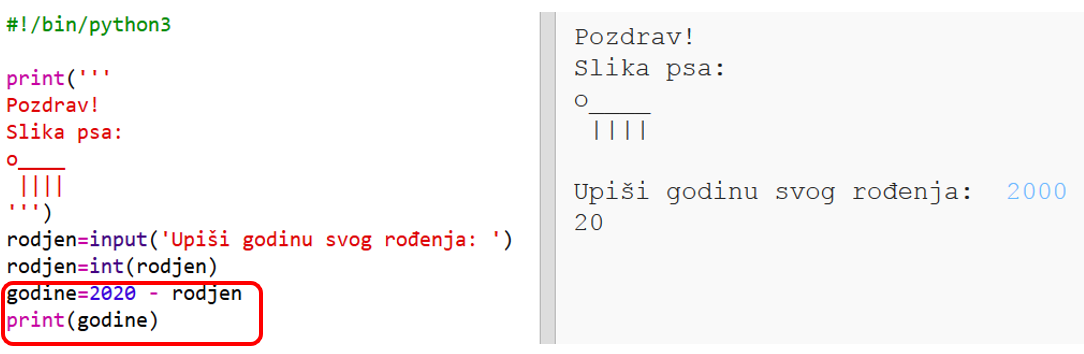 #!/bin/python3
print('''
Pozdrav!
Slika psa:
o____
 ||||
''')
rodjen=input('Upiši godinu svog rođenja: ')
rodjen=int(rodjen)
godine=2020 - rodjen
print(godine)
Pozdrav!
Slika psa:
o____
 ||||
Upiši godinu svog rođenja:  2000
20